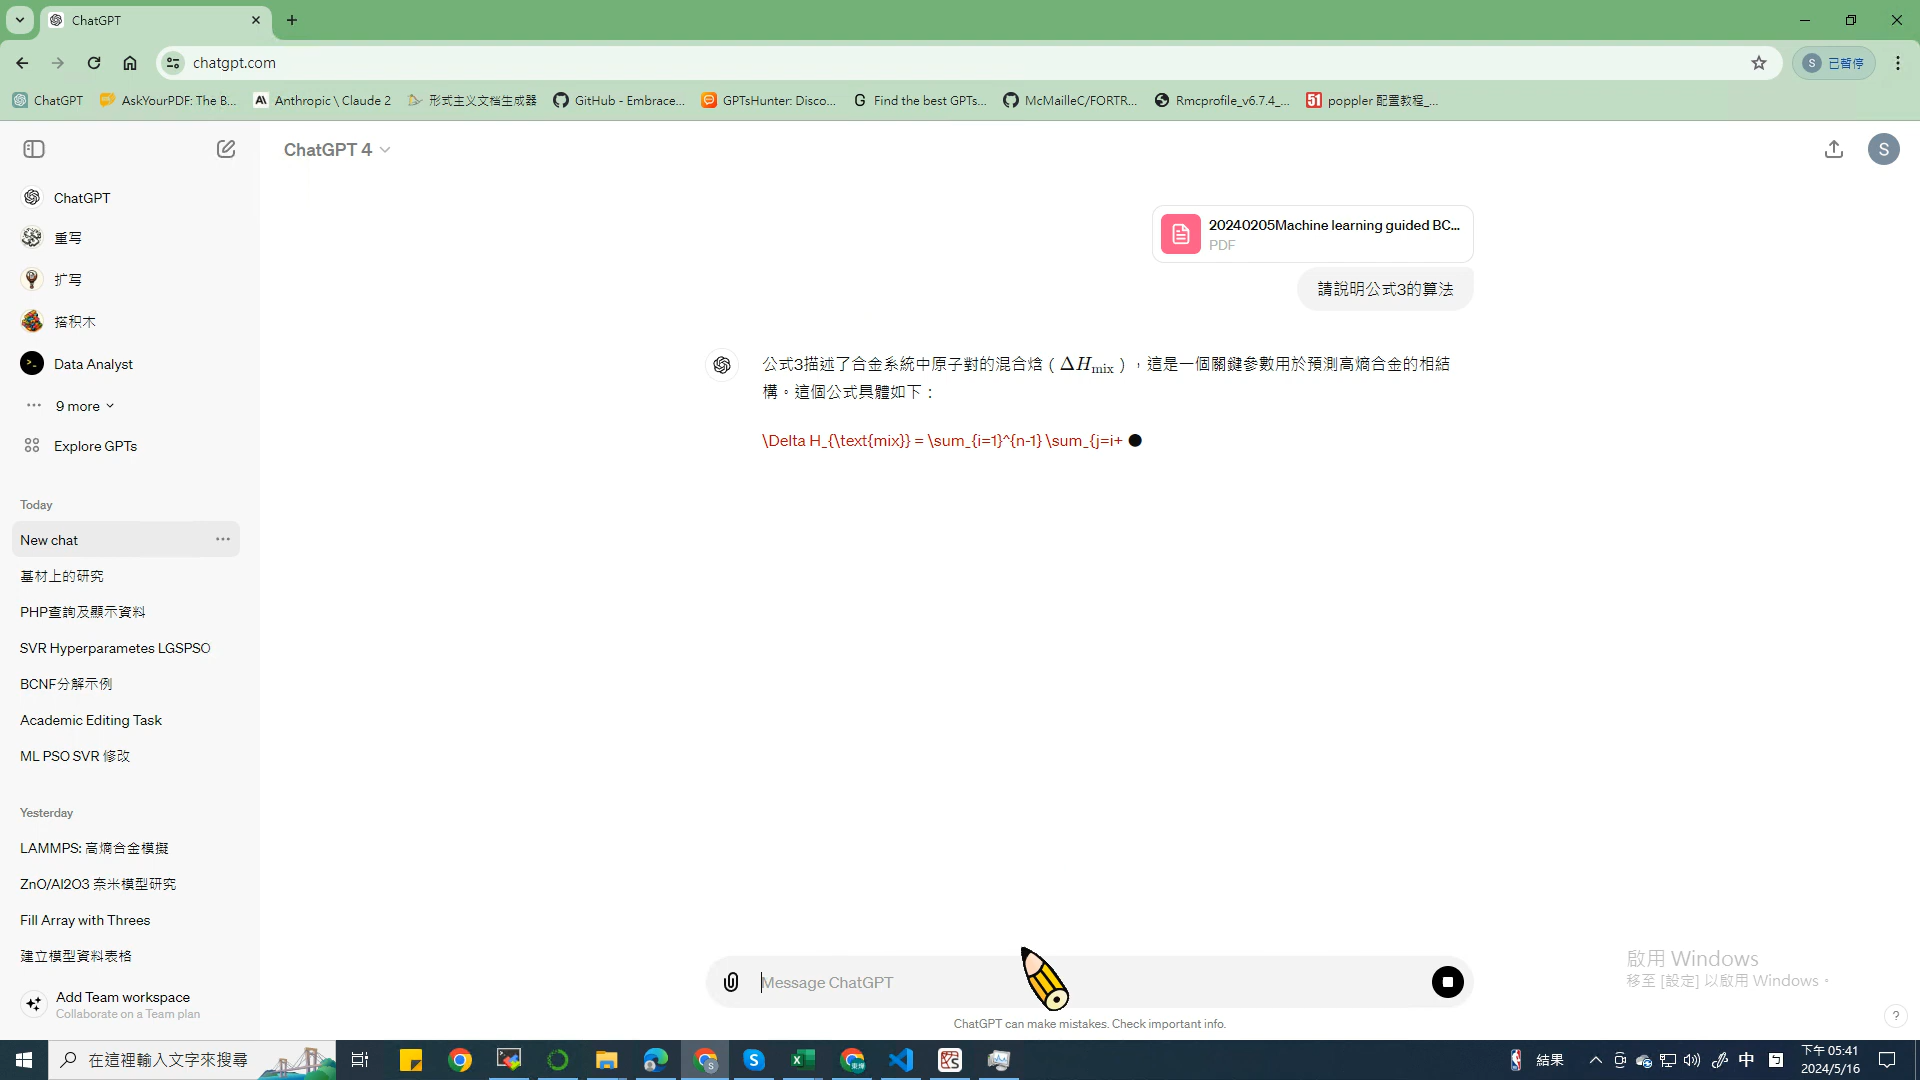 ChatGPT
chatgpt.com
S 已暫停
ChatGPT
AskYourPDF: The B...
Anthropic \ Claude 2
形式主义文档生成器
GitHub - Embrace...
GPTsHunter: Disco...
Find the best GPTs...
McMailleC/FORTR...
Rmcprofile_v6.7.4_...
poppler 配置教程_...
ChatGPT 4
S
ChatGPT
重写
扩写
搭积木
Data Analyst
9 more
Explore GPTs
Today
New chat
基材上的研究
PHP查詢及顯示資料
SVR Hyperparametes LGSPSO
BCNF分解示例
Academic Editing Task
ML PSO SVR 修改
Yesterday
LAMMPS: 高熵合金模擬
ZnO/Al2O3 奈米模型研究
Fill Array with Threes
建立模型資料表格
Add Team workspace
Collaborate on a Team plan
20240205Machine learning guided BC...
PDF
請說明公式3的算法
公式3描述了合金系統中原子對的混合焓 ( ΔH_mix ) ，這是一個關鍵參數用於預測高熵合金的相結
構。這個公式具體如下：
\Delta H_{\text{mix}} = \sum_{i=1}^{n-1} \sum_{j=i+
Message ChatGPT
ChatGPT can make mistakes. Check important info.
啟用 Windows
移至 [設定] 以啟用 Windows。
?
在這裡輸入文字來搜尋
結果
中
下午 05:41
2024/5/16